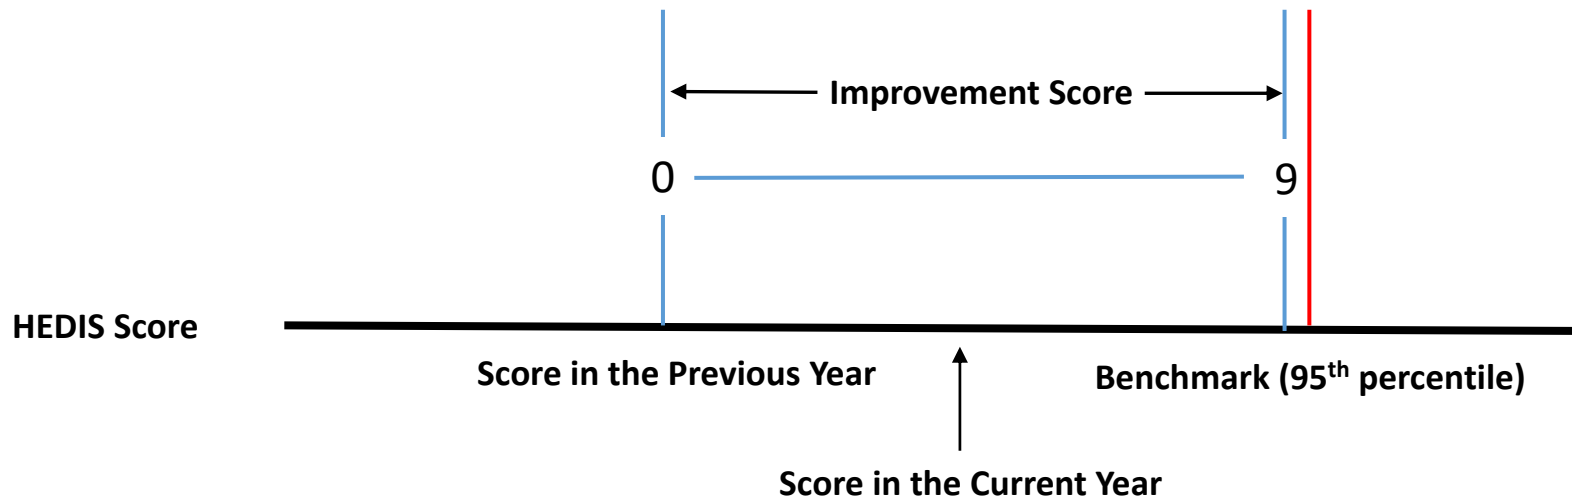 Improvement Score
0
9
HEDIS Score
Score in the Previous Year
Benchmark (95th percentile)
Score in the Current Year